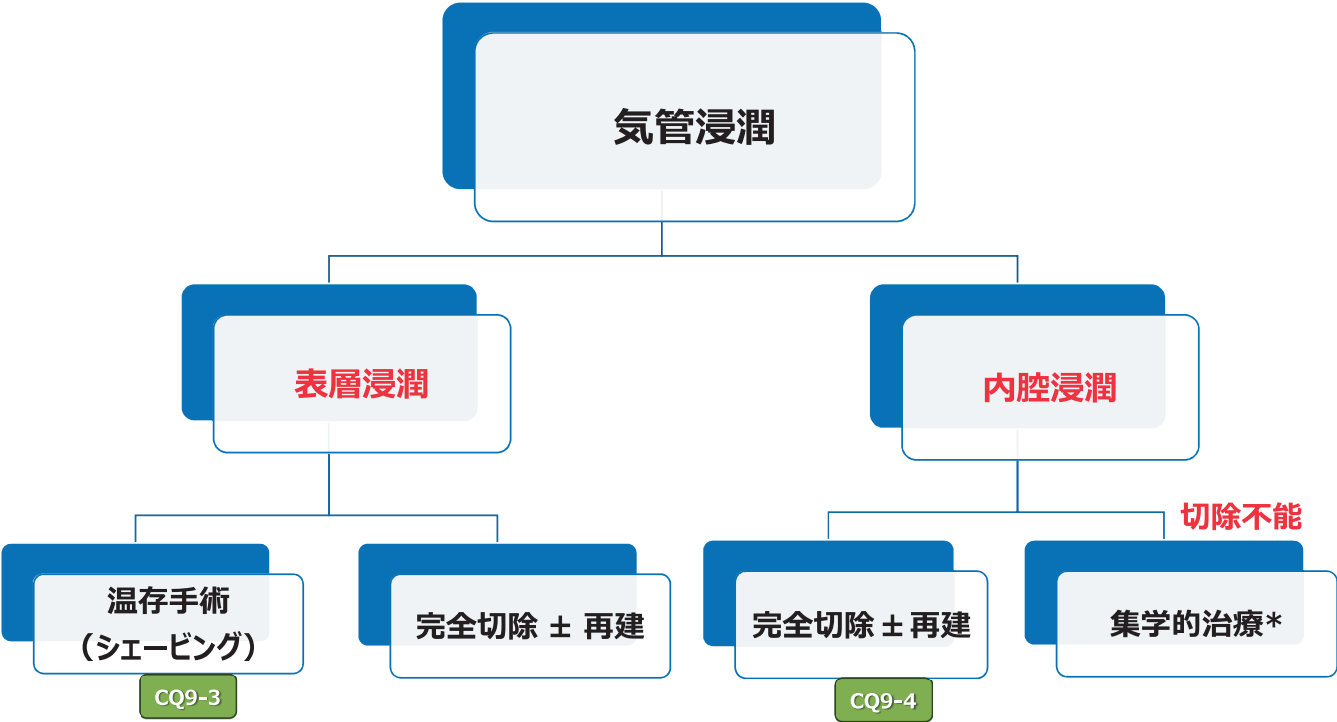 気管浸潤
表層浸潤
内腔浸潤
切除不能
温存手術
（シェービング）
完全切除 ± 再建
完全切除 ± 再建
集学的治療*
CQ9-3
CQ9-4